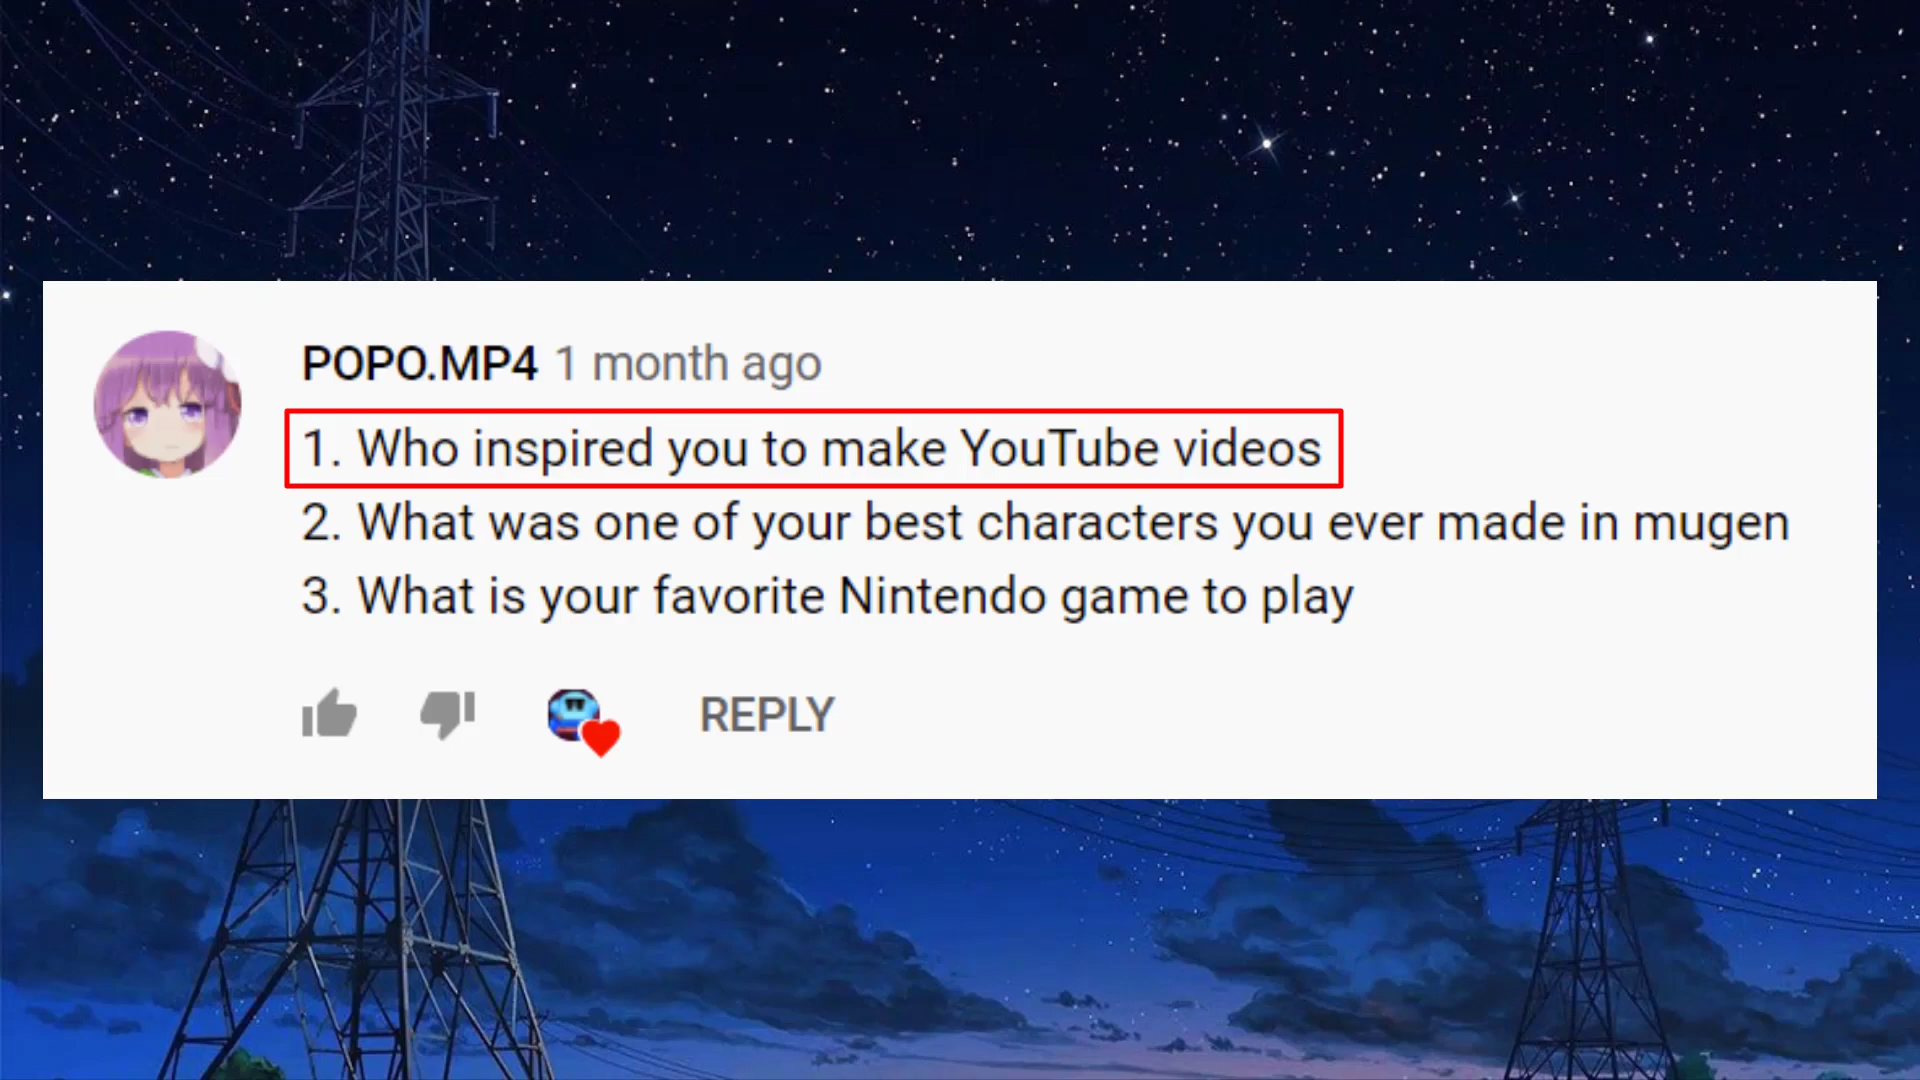 POPO.MP4 1 month ago
1. Who inspired you to make YouTube videos
2. What was one of your best characters you ever made in mugen
3. What is your favorite Nintendo game to play
REPLY